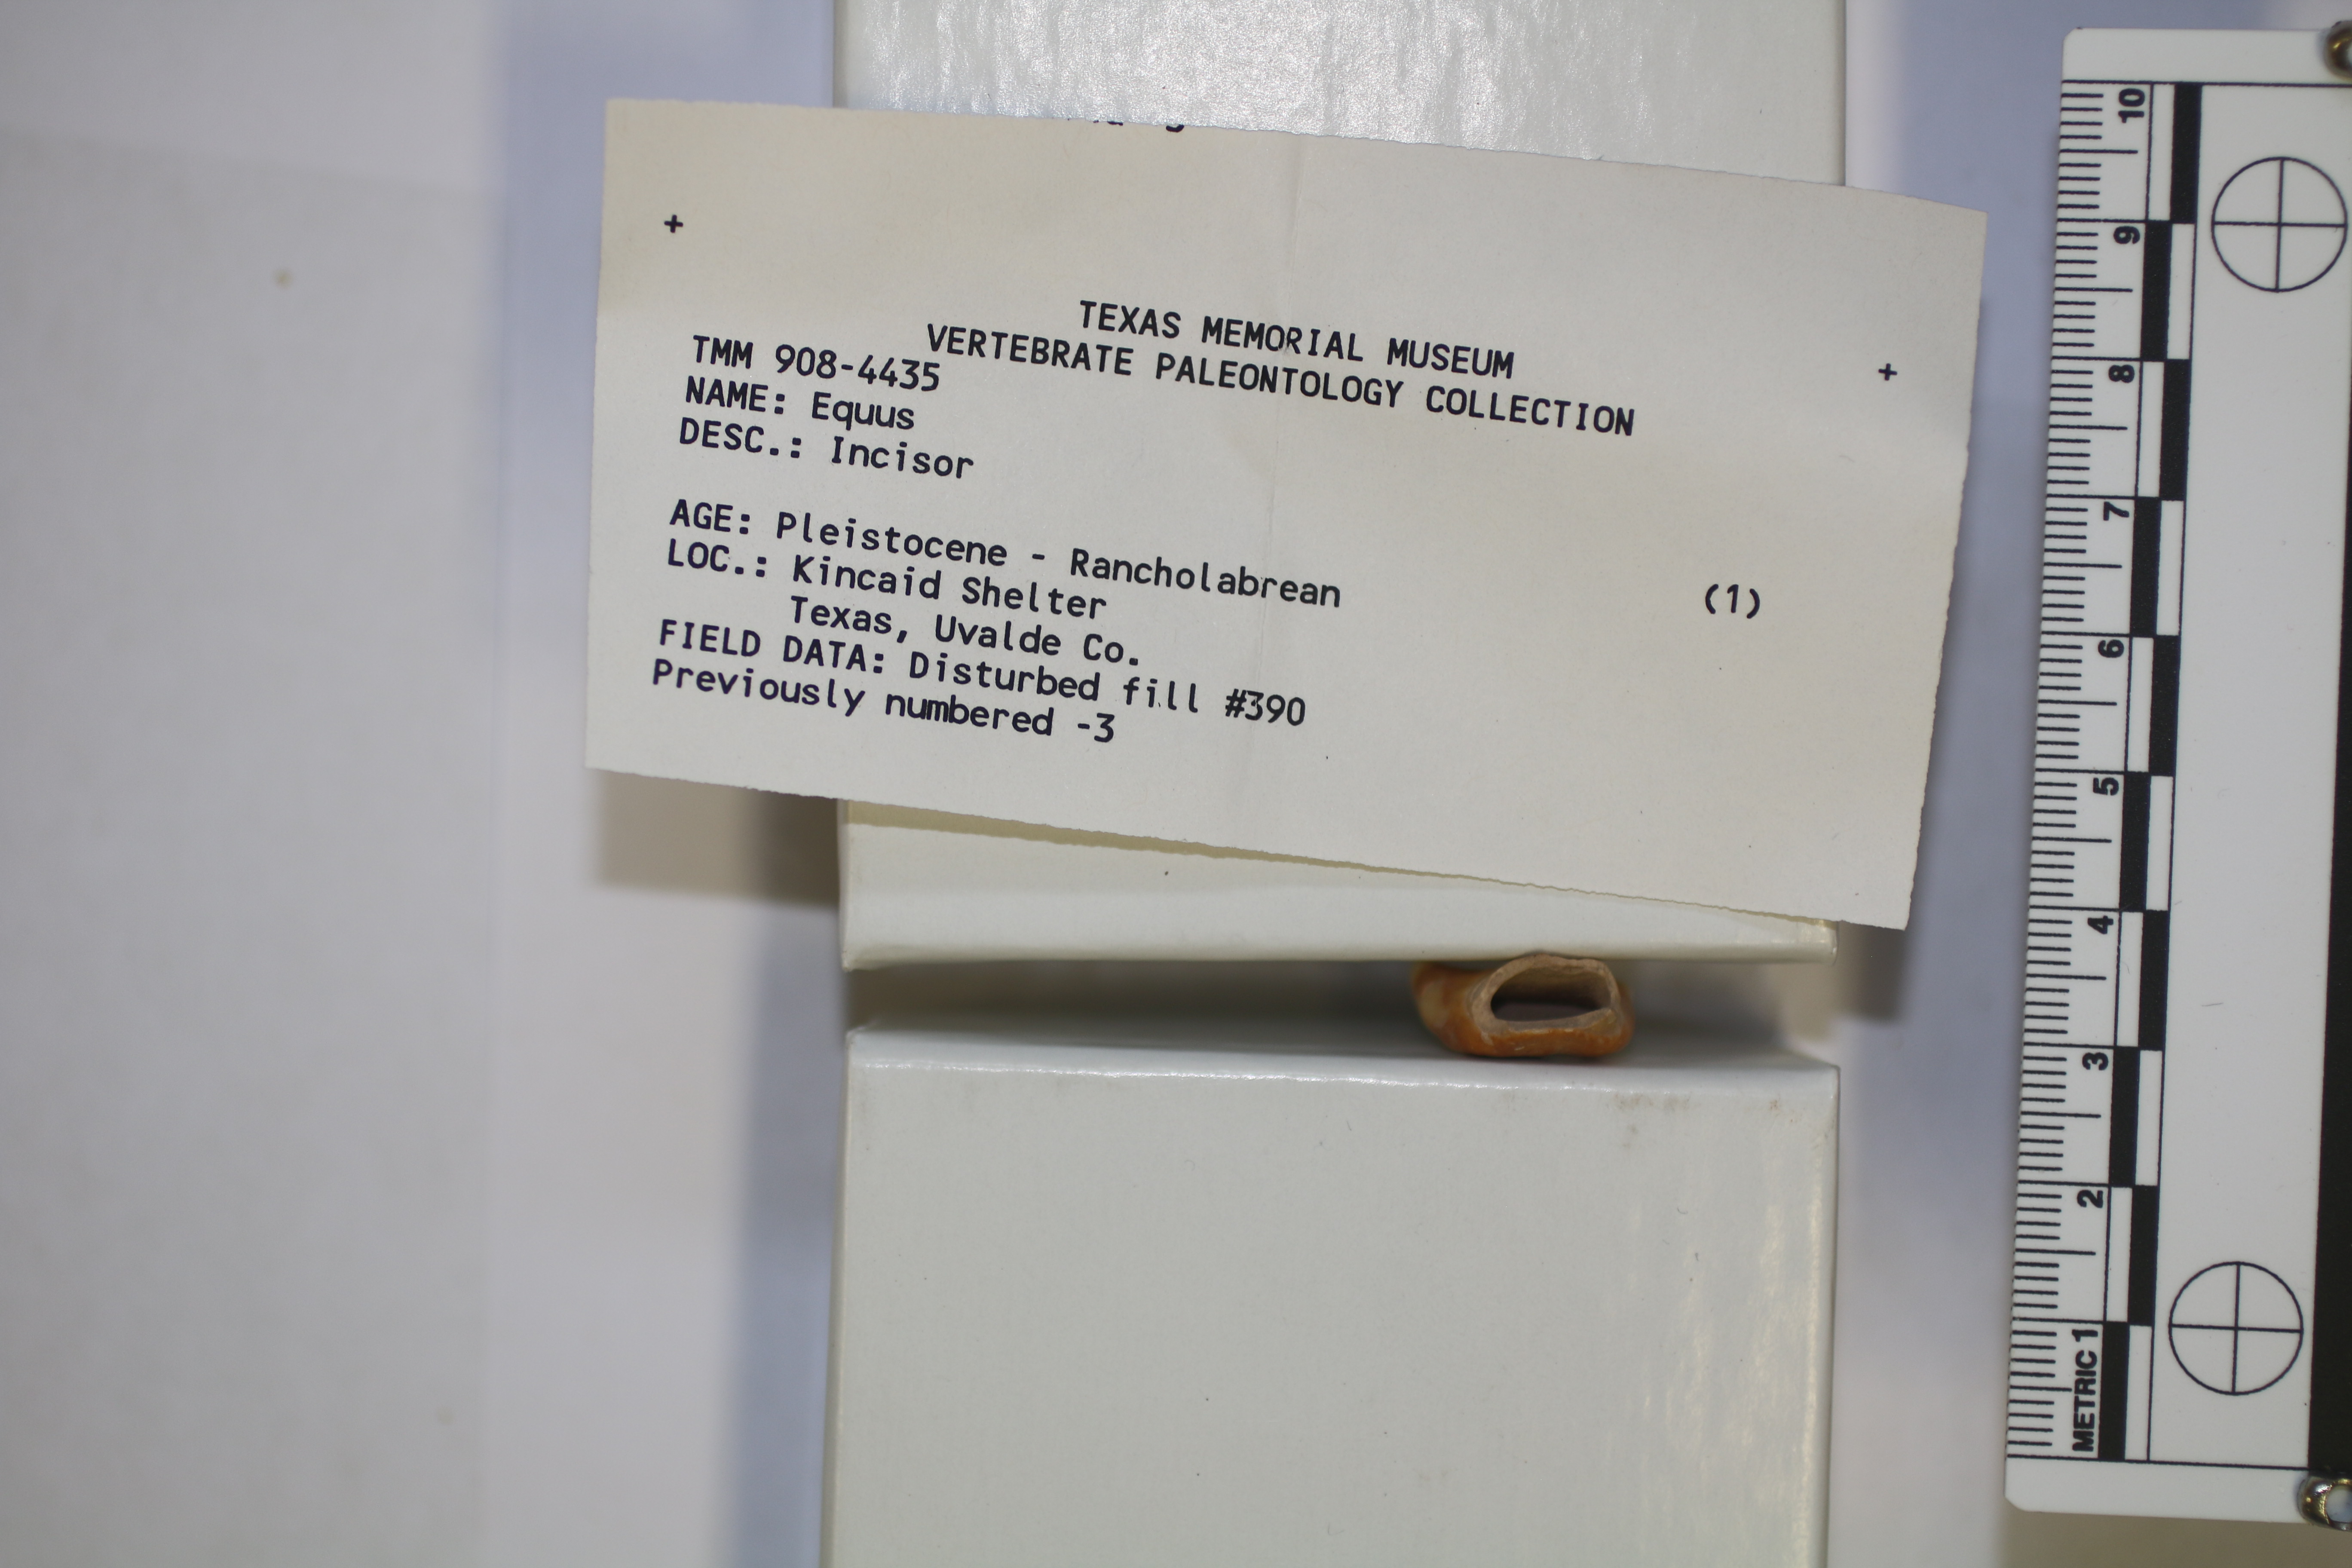 +
+
TEXAS MEMORIAL MUSEUM
VERTEBRATE PALEONTOLOGY COLLECTION
TMM 908-4435
NAME: Equus
DESC.: Incisor
AGE: Pleistocene - Rancholabrean
(1)
LOC.: Kincaid Shelter
Texas, Uvalde Co.
FIELD DATA: Disturbed fill #390
Previously numbered -3
10
9
8
7
6
5
4
3
2
METRIC 1